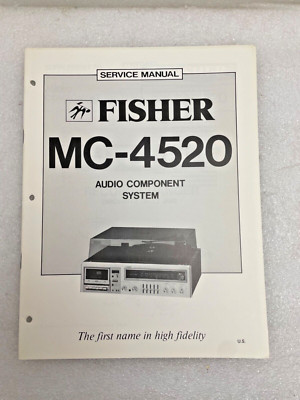 SERVICE MANUAL
FISHER
MC-4520
AUDIO COMPONENT
SYSTEM
The first name in high fidelity
U.S.